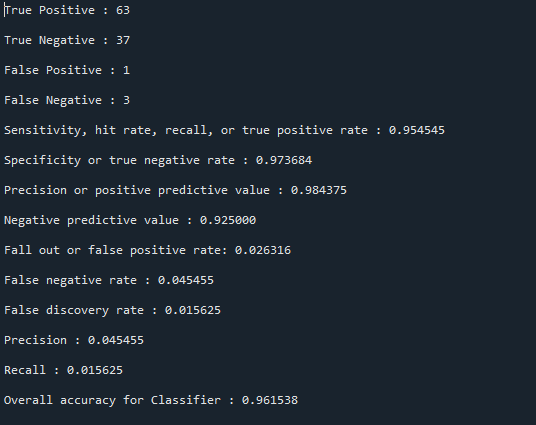 True Positive : 63
True Negative : 37
False Positive : 1
False Negative : 3
Sensitivity, hit rate, recall, or true positive rate : 0.954545
Specificity or true negative rate : 0.973684
Precision or positive predictive value : 0.984375
Negative predictive value : 0.925000
Fall out or false positive rate: 0.026316
False negative rate : 0.045455
False discovery rate : 0.015625
Precision : 0.045455
Recall : 0.015625
Overall accuracy for Classifier : 0.961538